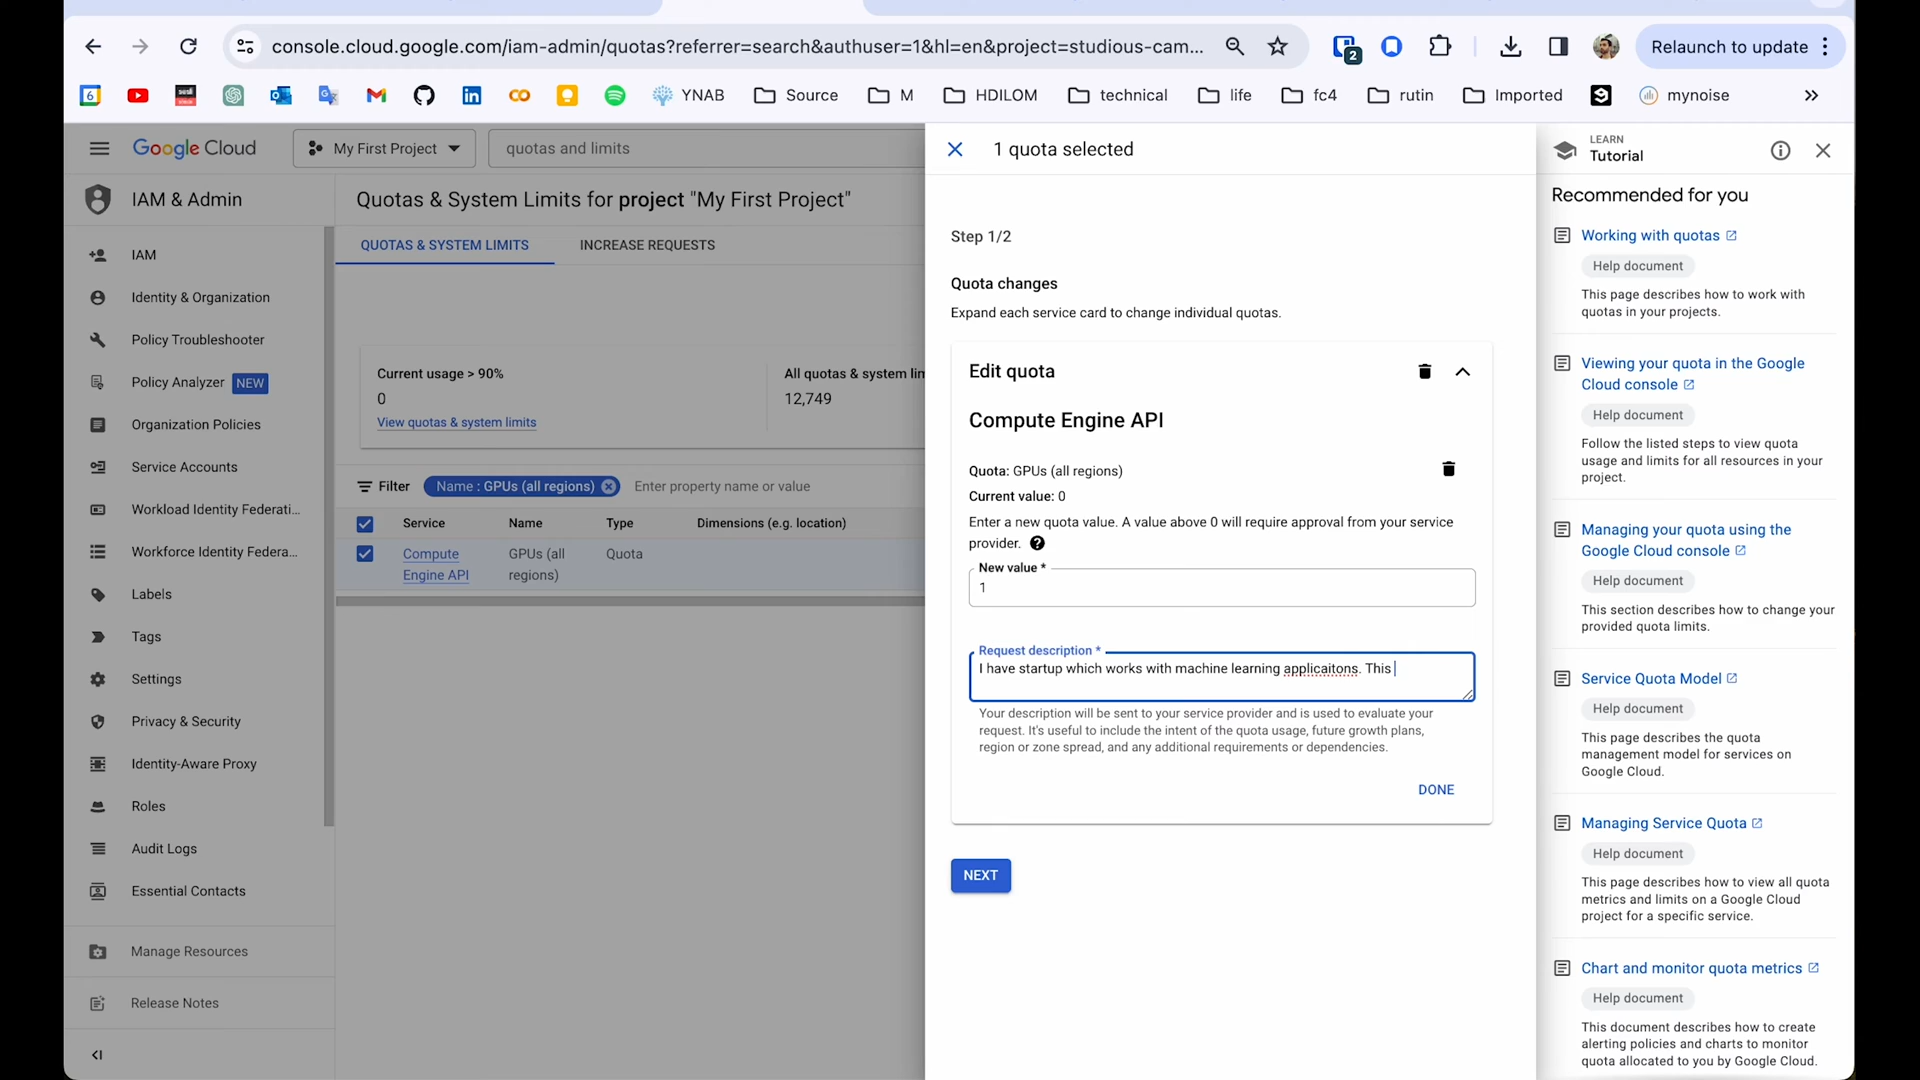 console.cloud.google.com/iam-admin/quotas?referrer=search&authuser=1&hl=en&project=studious-cam...
2
Relaunch to update
6
YNAB
Source
M
HDILOM
technical
life
fc4
rutin
Imported
mynoise
Google Cloud
My First Project
quotas and limits
IAM & Admin
IAM
Identity & Organization
Policy Troubleshooter
Policy Analyzer NEW
Organization Policies
Service Accounts
Workload Identity Federati...
Workforce Identity Federa...
Labels
Tags
Settings
Privacy & Security
Identity-Aware Proxy
Roles
Audit Logs
Essential Contacts
Manage Resources
Release Notes
Quotas & System Limits for project "My First Project"
QUOTAS & SYSTEM LIMITS
INCREASE REQUESTS
Current usage > 90%
0
View quotas & system limits
All quotas & system lim
12,749
Filter
Name : GPUs (all regions)
Enter property name or value
Service
Name
Type
Dimensions (e.g. location)
Compute
Engine API
GPUs (all
regions)
Quota
1 quota selected
Step 1/2
Quota changes
Expand each service card to change individual quotas.
Edit quota
Compute Engine API
Quota: GPUs (all regions)
Current value: 0
Enter a new quota value. A value above 0 will require approval from your service
provider.
New value *
1
Request description *
I have startup which works with machine learning applicaitons. This
Your description will be sent to your service provider and is used to evaluate your
request. It's useful to include the intent of the quota usage, future growth plans,
region or zone spread, and any additional requirements or dependencies.
DONE
NEXT
LEARN
Tutorial
Recommended for you
Working with quotas
Help document
This page describes how to work with
quotas in your projects.
Viewing your quota in the Google
Cloud console
Help document
Follow the listed steps to view quota
usage and limits for all resources in your
project.
Managing your quota using the
Google Cloud console
Help document
This section describes how to change your
provided quota limits.
Service Quota Model
Help document
This page describes the quota
management model for services on
Google Cloud.
Managing Service Quota
Help document
This page describes how to view all quota
metrics and limits on a Google Cloud
project for a specific service.
Chart and monitor quota metrics
Help document
This document describes how to create
alerting policies and charts to monitor
quota allocated to you by Google Cloud.